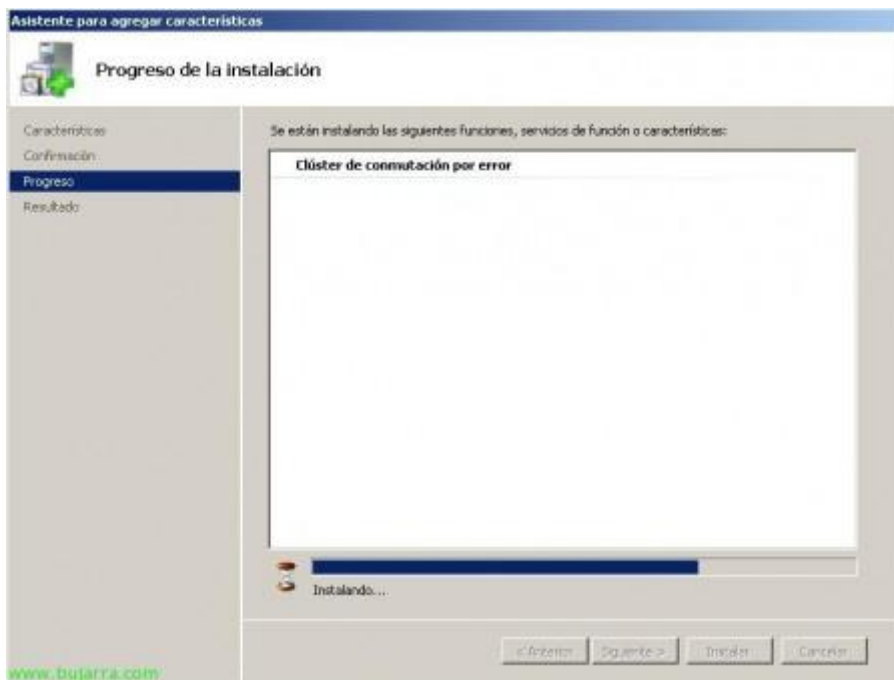 Asistente para agregar características
Progreso de la instalación
Características
Confirmación
Progreso
Resultado
Se están instalando las siguientes funciones, servicios de función o características:
Clúster de conmutación por error
Instalando...
< Anterior
Siguiente >
Instalar
Cancelar
www.bujarra.com